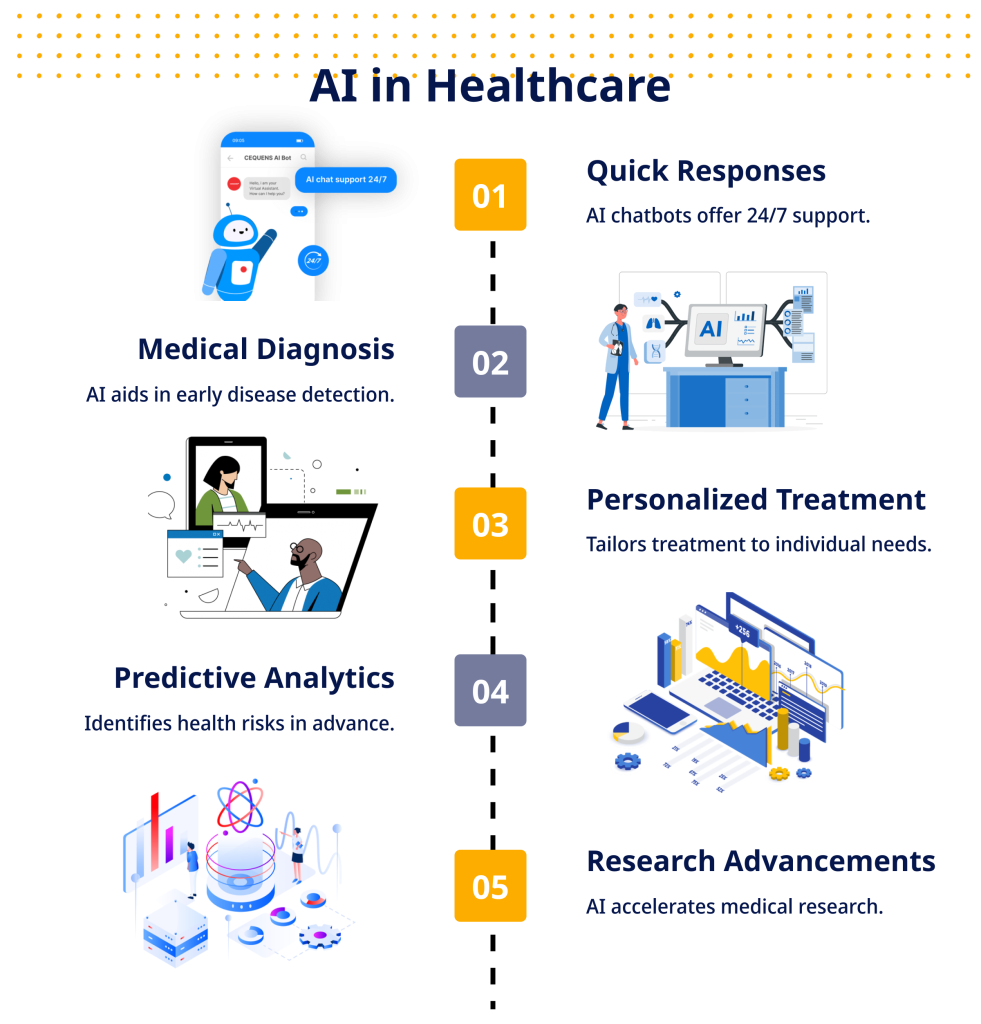 AI in Healthcare
09:05
CEQUENS AI Bot
Hello, I am your
Virtual Assistant.
How can I help you?
AI chat support 24/7
24/7
01
Quick Responses
AI chatbots offer 24/7 support.
Medical Diagnosis
AI aids in early disease detection.
02
AI
03
Personalized Treatment
Tailors treatment to individual needs.
Predictive Analytics
Identifies health risks in advance.
04
+256
05
Research Advancements
AI accelerates medical research.